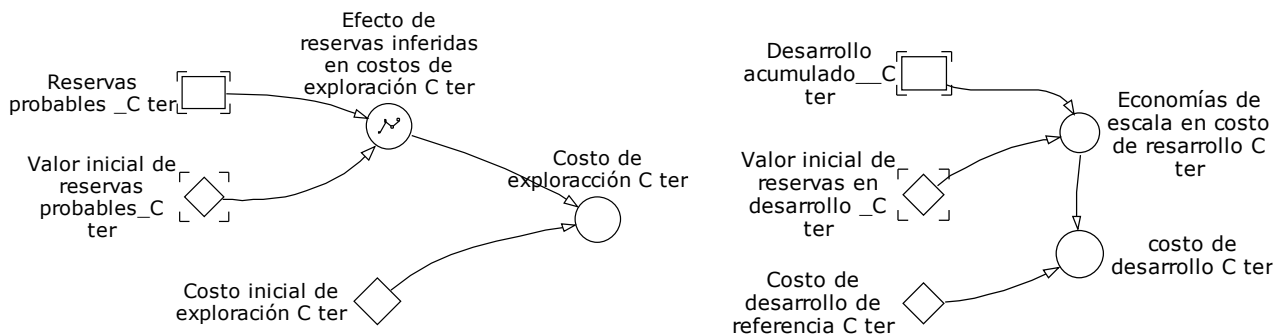 Efecto de
reservas inferidas
en costos de
exploración C ter
Reservas
probables _C ter
Valor inicial de
reservas
probables_C
ter
Costo de
exploracción C ter
Costo inicial de
exploración C ter
Desarrollo
acumulado__C
ter
Economías de
escala en costo
de resarrollo C
ter
Valor inicial de
reservas en
desarrollo _C
ter
costo de
desarrollo C ter
Costo de
desarrollo de
referencia C ter